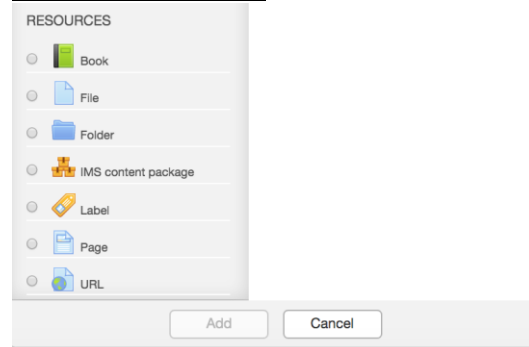 RESOURCES
Book
File
Folder
IMS content package
Label
Page
URL
Add
Cancel